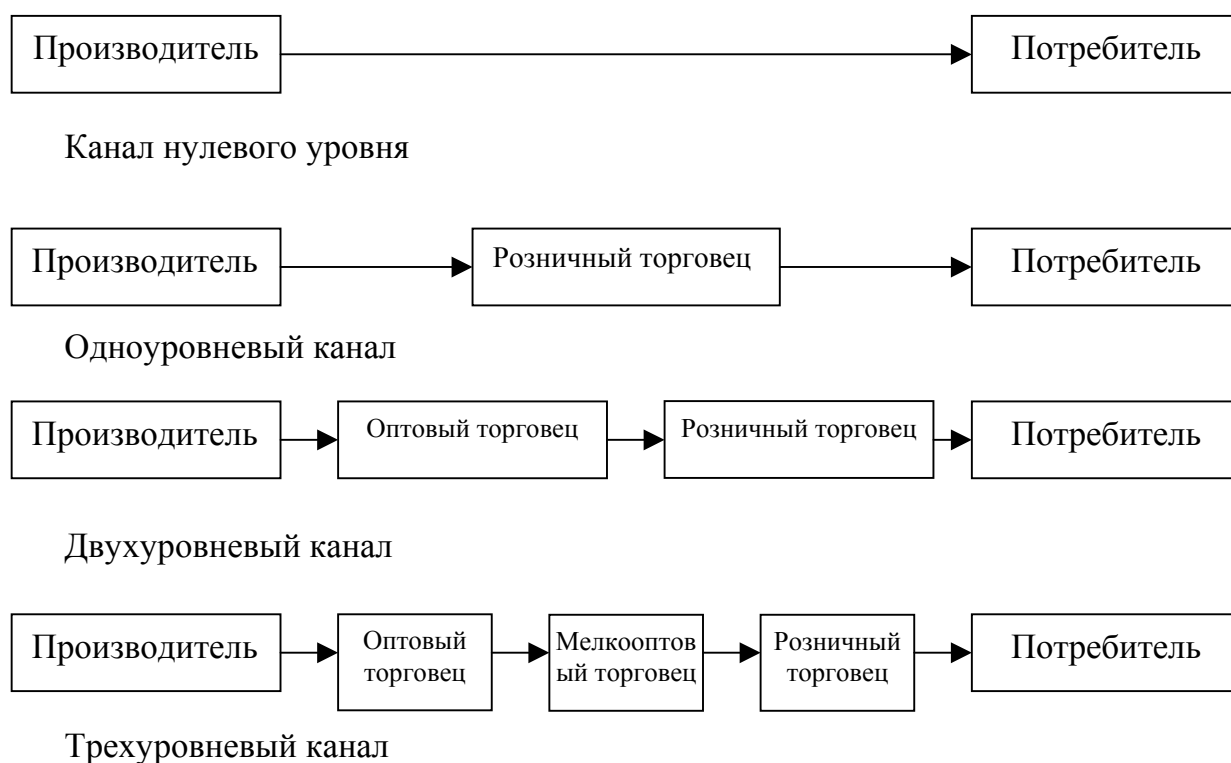 Производитель
Потребитель
Канал нулевого уровня
Производитель
Розничный торговец
Потребитель
Одноуровневый канал
Производитель
Оптовый торговец
Розничный торговец
Потребитель
Двухуровневый канал
Производитель
Оптовый
торговец
Мелкооптов
ый торговец
Розничный
торговец
Потребитель
Трехуровневый канал